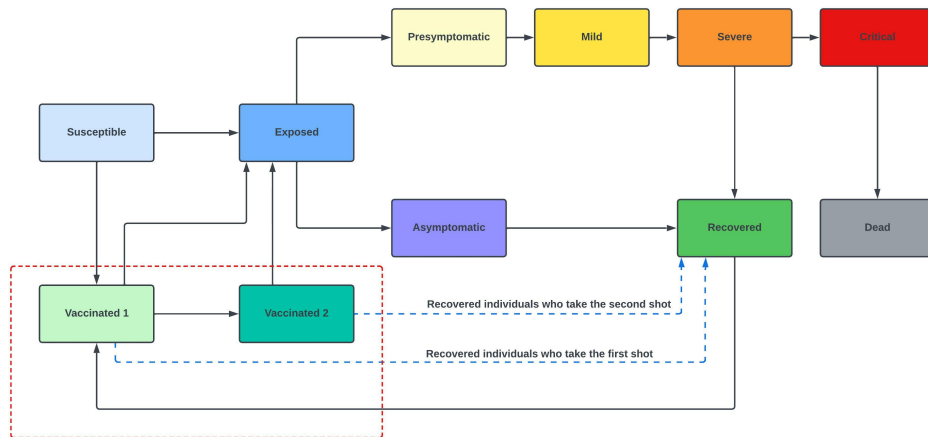 Presymptomatic
Mild
Severe
Critical
Susceptible
Exposed
Asymptomatic
Recovered
Dead
Vaccinated 1
Vaccinated 2
Recovered individuals who take the second shot
Recovered individuals who take the first shot